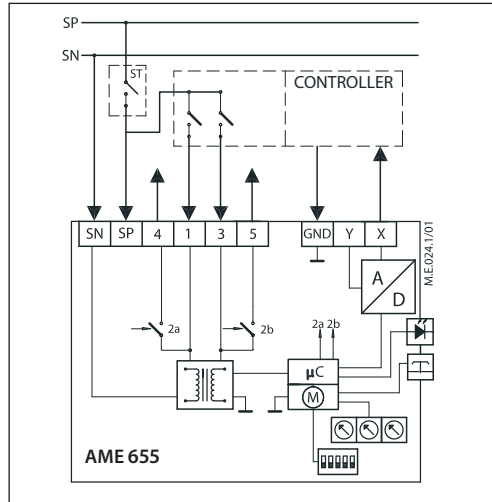 SP
SN
ST
CONTROLLER
SN SP 4 1 3 5 GND Y X
M.E.024.1/01
A
D
2a 2b 2a 2b
µC
M
AME 655